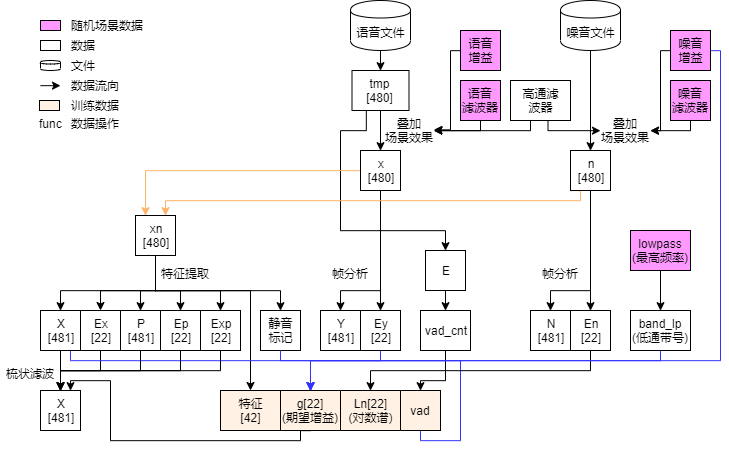 随机场景数据
数据
文件
数据流向
训练数据
func 数据操作
语音文件
噪音文件
tmp
[480]
语音
增益
语音
滤波器
高通滤
波器
噪音
增益
噪音
滤波器
叠加
场景效果
叠加
场景效果
x
[480]
n
[480]
xn
[480]
特征提取
帧分析
E
帧分析
lowpass
(最高频率)
X
[481]
Ex
[22]
P
[481]
Ep
[22]
Exp
[22]
静音
标记
Y
[481]
Ey
[22]
vad_cnt
N
[481]
En
[22]
band_lp
(低通带号)
梳状滤波
X
[481]
特征
[42]
g[22]
(期望增益)
Ln[22]
(对数谱)
vad